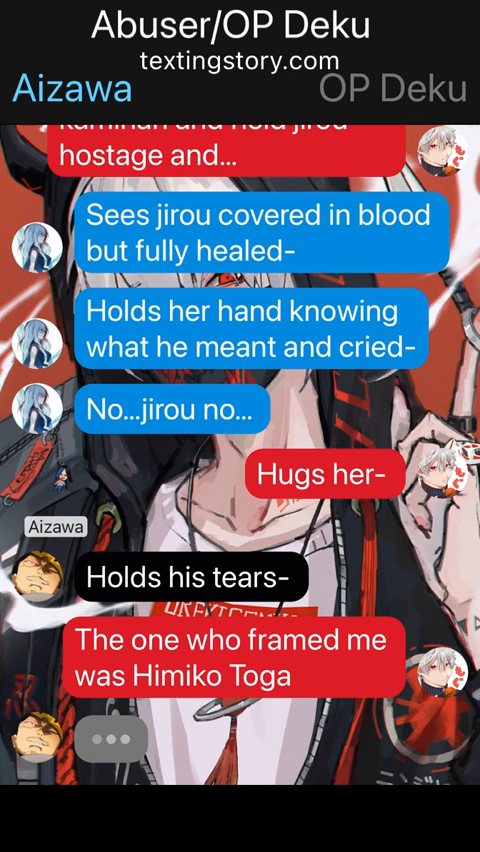 Abuser/OP Deku
textingstory.com
Aizawa
OP Deku
hostage and...
Sees jirou covered in blood
but fully healed-
Holds her hand knowing
what he meant and cried-
No...jirou no...
Hugs her-
Aizawa
Holds his tears-
The one who framed me
was Himiko Toga
忍